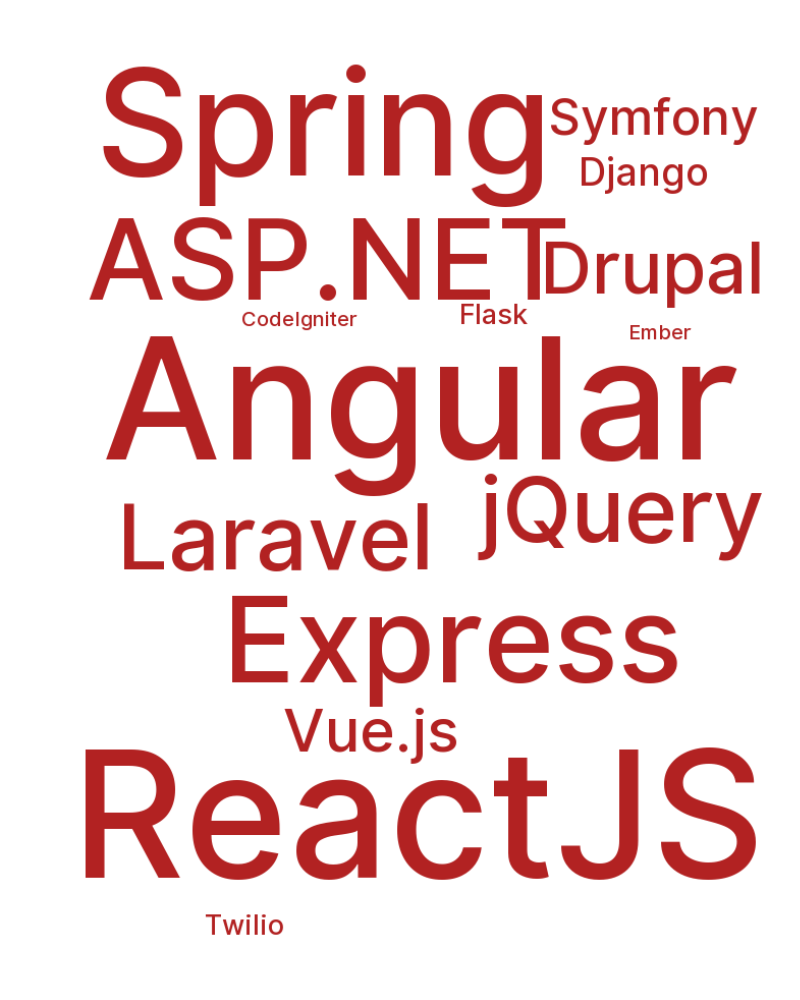 Spring
Symfony
Django
ASP.NET
Drupal
CodeIgniter
Flask
Ember
Angular
jQuery
Laravel
Express
Vue.js
ReactJS
Twilio